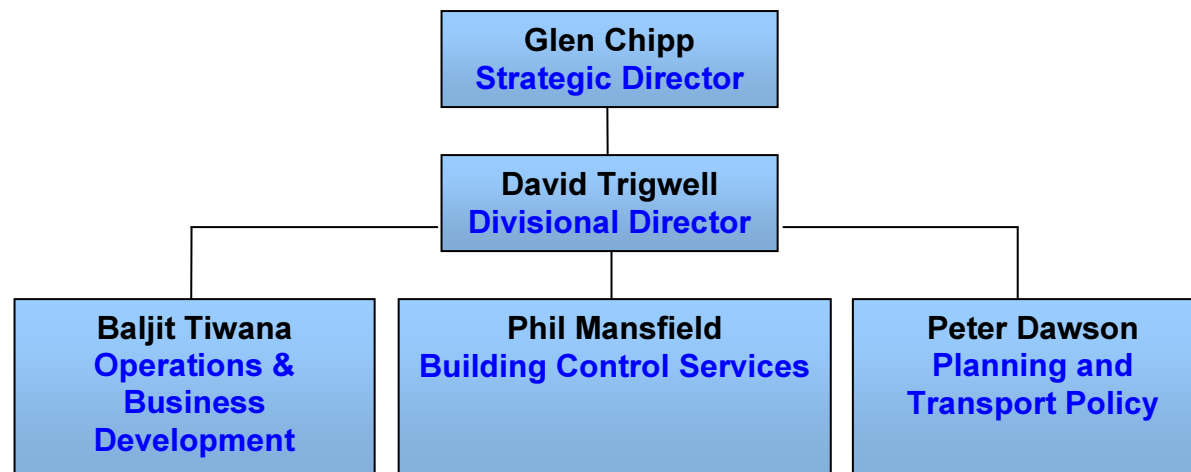 Glen Chipp
Strategic Director
David Trigwell
Divisional Director
Baljit Tiwana
Operations &
Business
Development
Phil Mansfield
Building Control Services
Peter Dawson
Planning and
Transport Policy